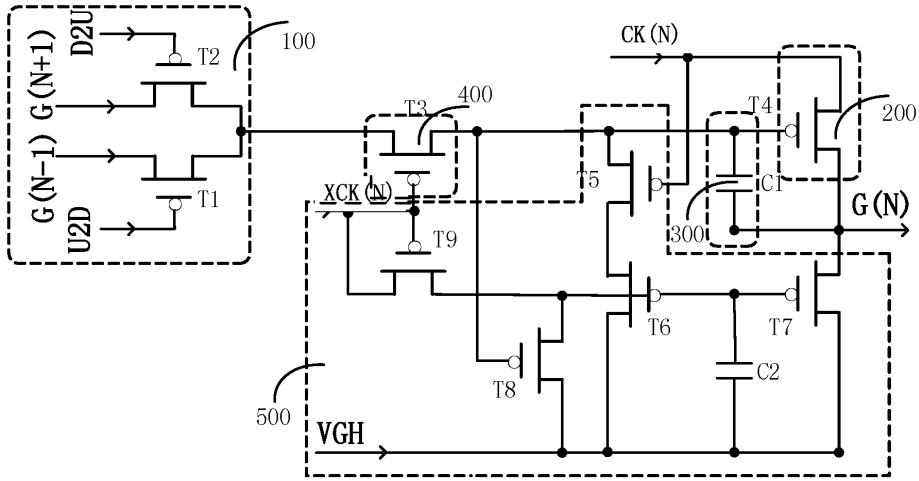 D2U
T2
100
G(N+1)
G(N-1)
T1
U2D
T3
400
XCK(N)
T9
CK(N)
T4
200
T5
C1
300
G(N)
T6
T7
T8
C2
500
VGH